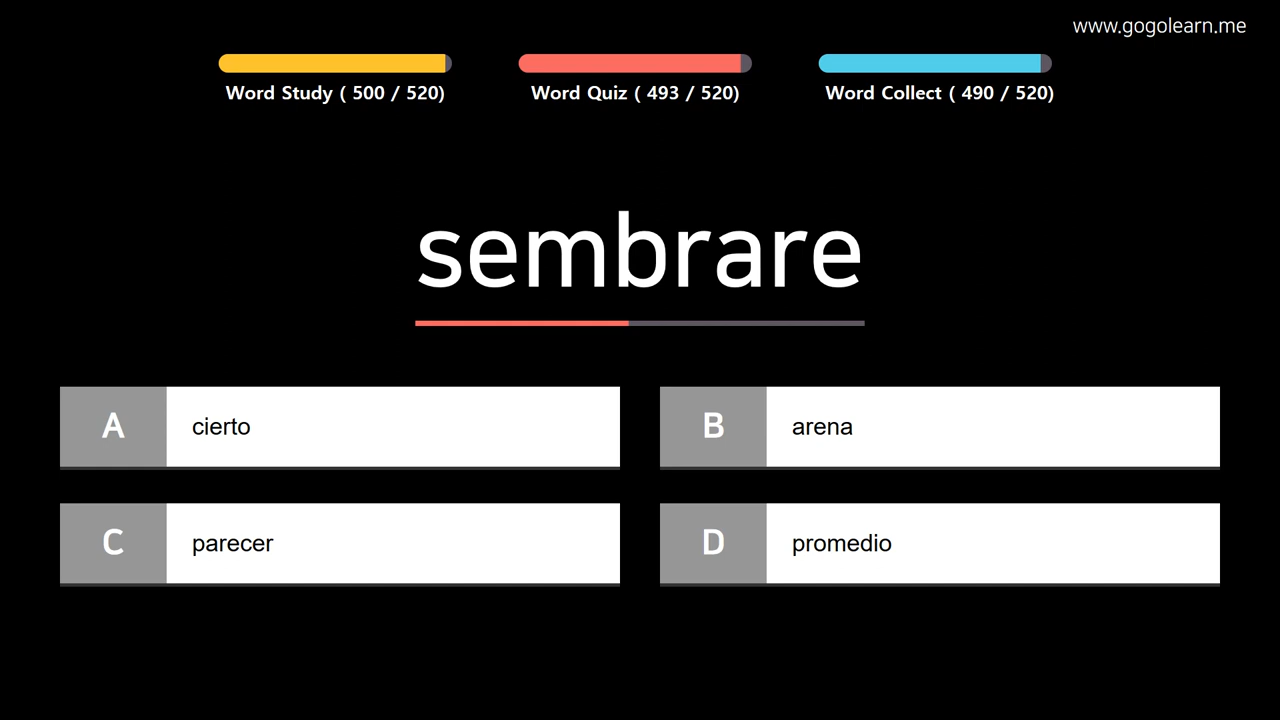 www.gogolearn.me
Word Study ( 500 / 520)
Word Quiz ( 493 / 520)
Word Collect ( 490 / 520)
sembrare
A cierto
B arena
C parecer
D promedio